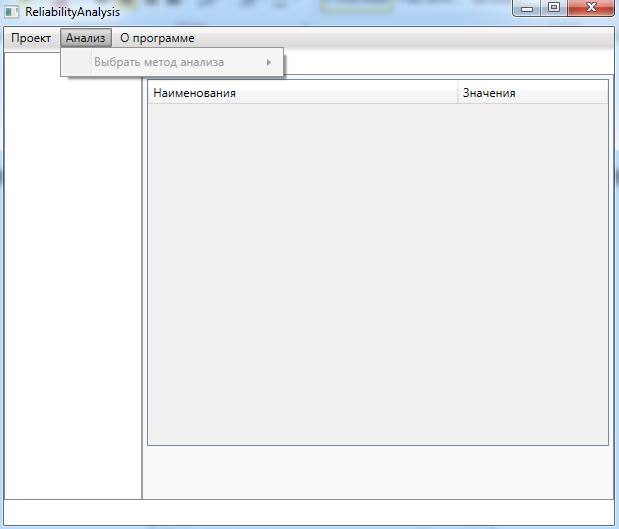 ReliabilityAnalysis
Проект Анализ О программе
Выбрать метод анализа
Наименования Значения